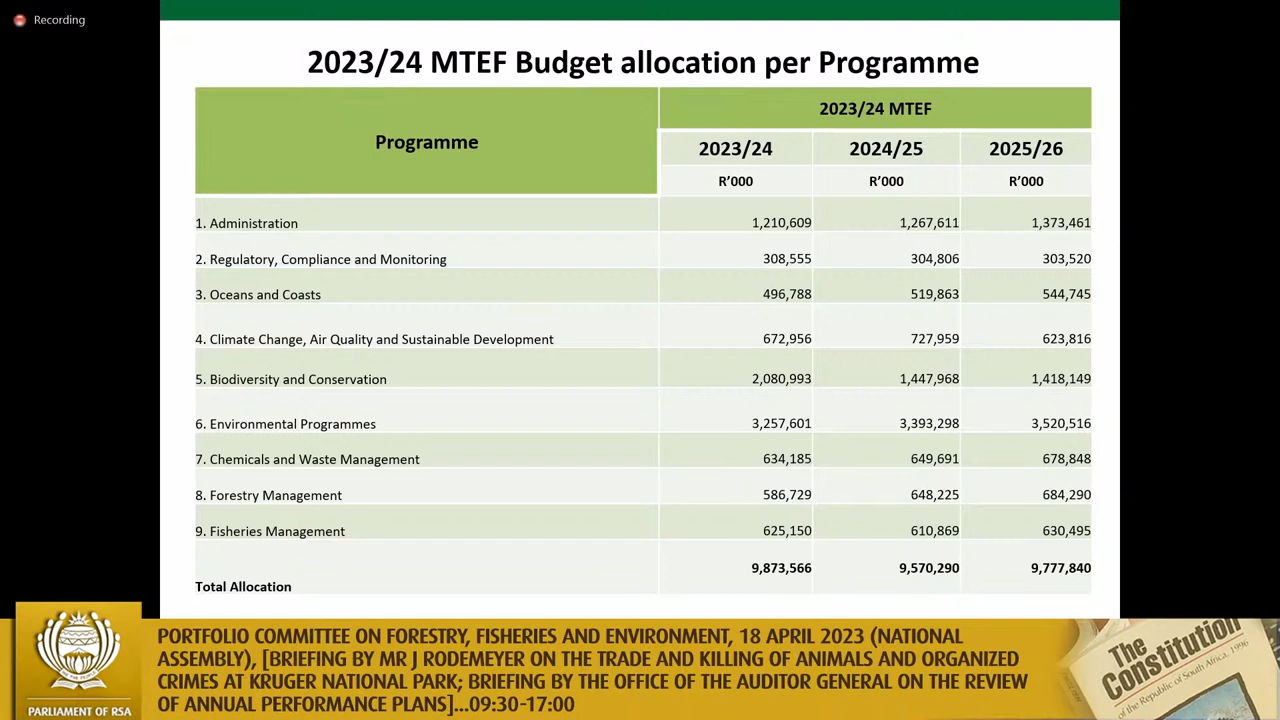 Recording
2023/24 MTEF Budget allocation per Programme
Programme
2023/24 MTEF
2023/24 2024/25 2025/26
R'000 R'000 R'000
1. Administration 1,210,609 1,267,611 1,373,461
2. Regulatory, Compliance and Monitoring 308,555 304,806 303,520
3. Oceans and Coasts 496,788 519,863 544,745
4. Climate Change, Air Quality and Sustainable Development 672,956 727,959 623,816
5. Biodiversity and Conservation 2,080,993 1,447,968 1,418,149
6. Environmental Programmes 3,257,601 3,393,298 3,520,516
7. Chemicals and Waste Management 634,185 649,691 678,848
8. Forestry Management 586,729 648,225 684,290
9. Fisheries Management 625,150 610,869 630,495
Total Allocation 9,873,566 9,570,290 9,777,840
PORTFOLIO COMMITTEE ON FORESTRY, FISHERIES AND ENVIRONMENT, 18 APRIL 2023 (NATIONAL
ASSEMBLY), [BRIEFING BY MR J RODEMEYER ON THE TRADE AND KILLING OF ANIMALS AND ORGANIZED
CRIMES AT KRUGER NATIONAL PARK; BRIEFING BY THE OFFICE OF THE AUDITOR GENERAL ON THE REVIEW
OF ANNUAL PERFORMANCE PLANS]...09:30-17:00
PARLIAMENT OF RSA
The
Constitution
of the Republic of South Africa, 1996